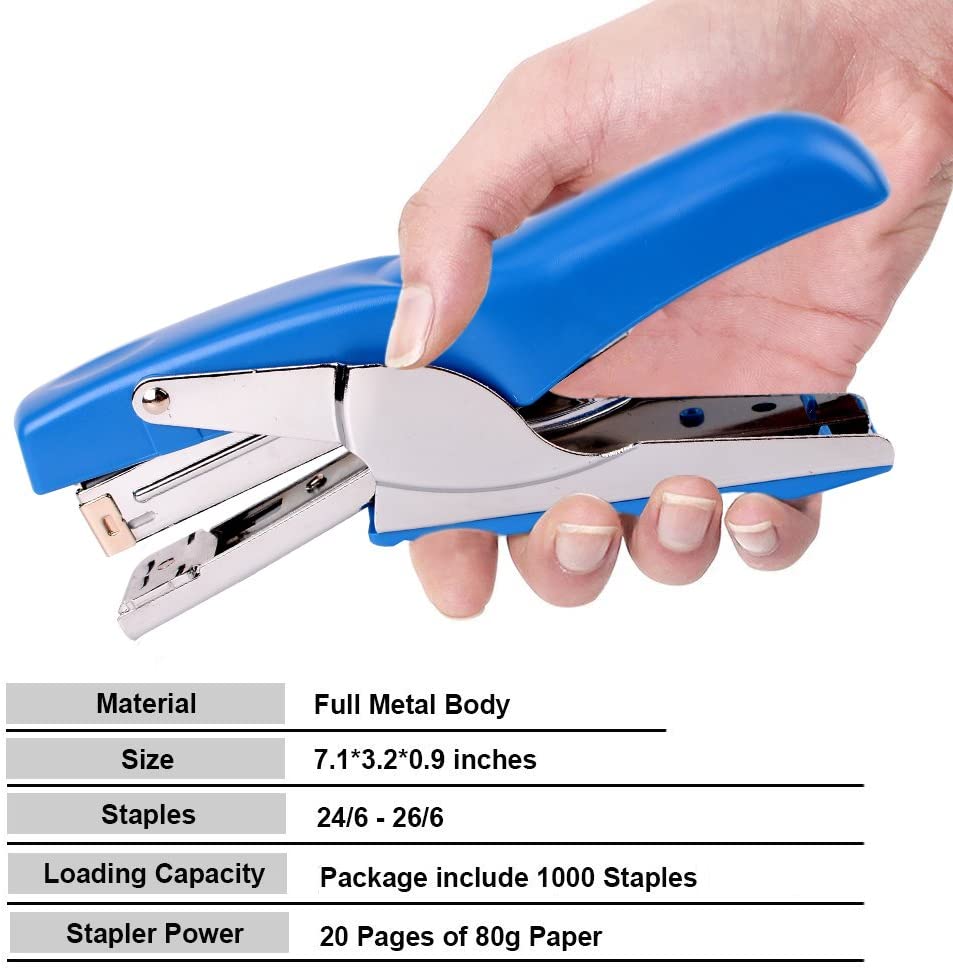 Material Full Metal Body
Size 7.1*3.2*0.9 inches
Staples 24/6 - 26/6
Loading Capacity Package include 1000 Staples
Stapler Power 20 Pages of 80g Paper